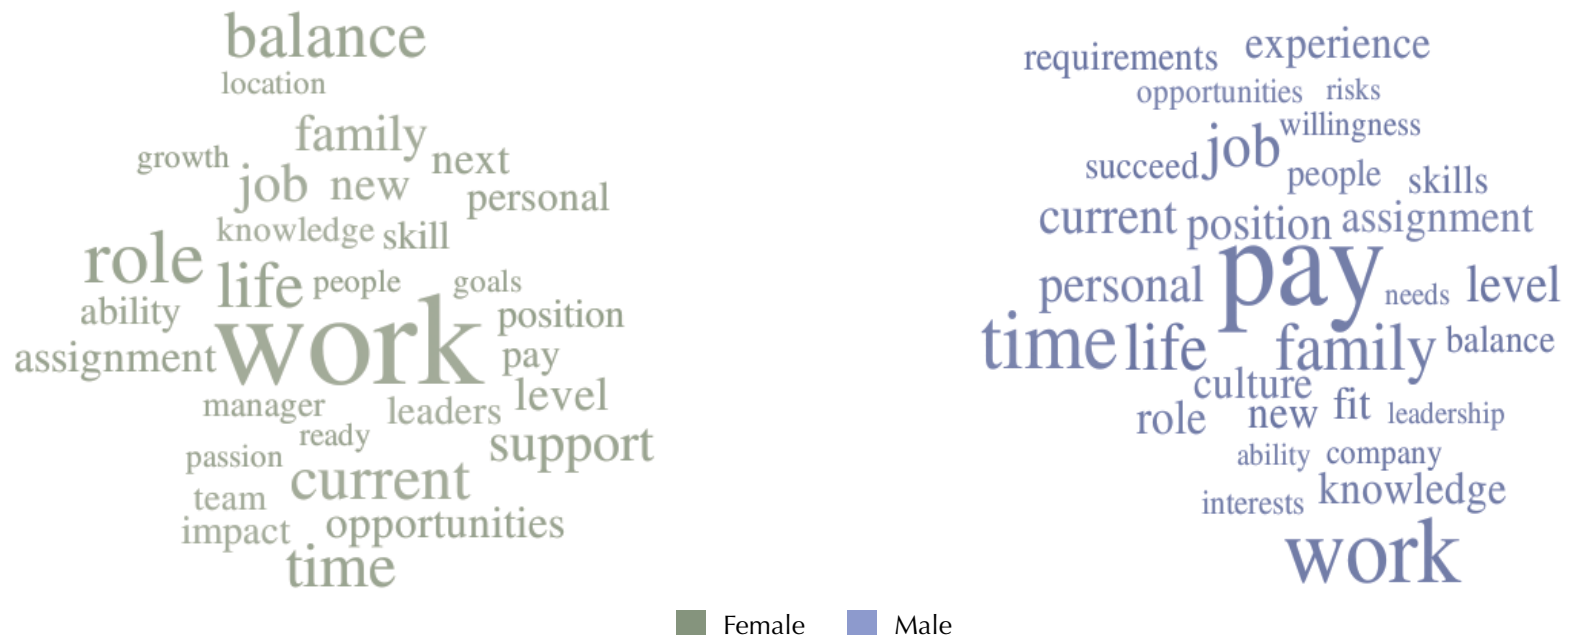 balance
location
family
growth
next
job new
personal
knowledge skill
role
life people goals
ability
position
work
assignment
pay
level
manager leaders
ready
support
passion
current
team
opportunities
impact
time
requirements experience
opportunities risks
willingness
job
succeed
people skills
current position assignment
pay
personal needs level
time life family balance
culture
role new fit leadership
ability company
interests knowledge
work
Female Male